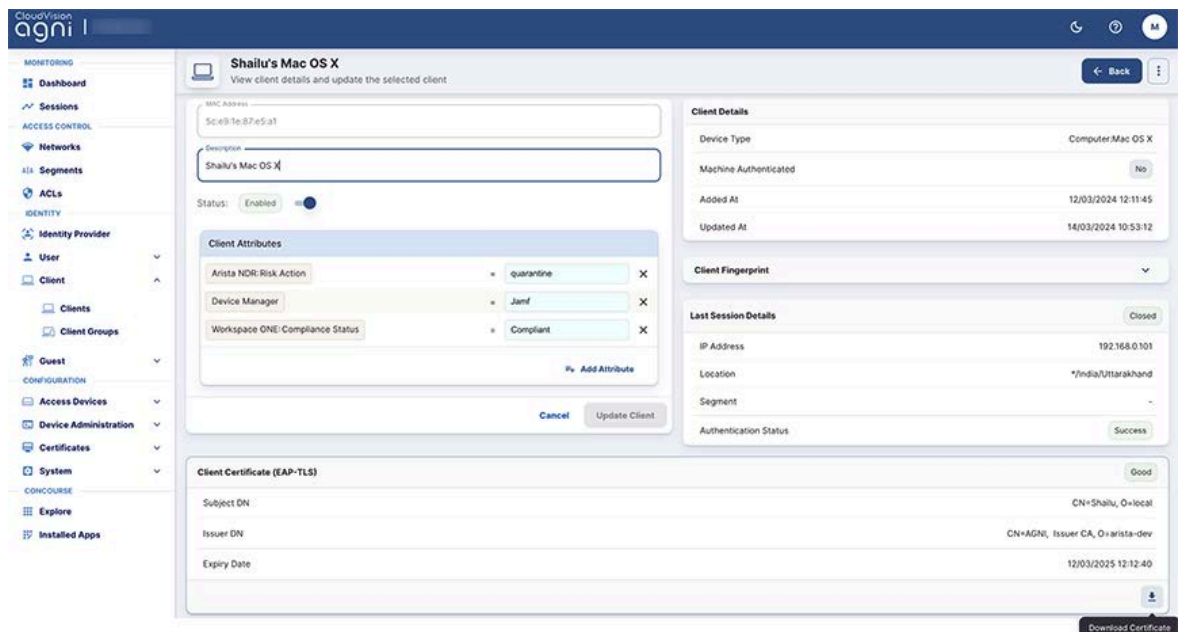 CloudVision
agni |
M
MONITORING
Dashboard
Sessions
ACCESS CONTROL
Networks
Segments
ACLs
IDENTITY
Identity Provider
User
Client
Clients
Client Groups
Guest
CONFIGURATION
Access Devices
Device Administration
Certificates
System
CONCOURSE
Explore
Installed Apps
Shailu's Mac OS X
View client details and update the selected client
← Back
MAC Address
5c:e9:1e:87:e5:a1
Description
Shailu's Mac OS X
Status: Enabled
Client Attributes
Arista NDR:Risk Action = quarantine
Device Manager = Jamf
Workspace ONE:Compliance Status = Compliant
Add Attribute
Cancel Update Client
Client Details
Device Type Computer:Mac OS X
Machine Authenticated No
Added At 12/03/2024 12:11:45
Updated At 14/03/2024 10:53:12
Client Fingerprint
Last Session Details Closed
IP Address 192.168.0.101
Location */India/Uttarakhand
Segment -
Authentication Status Success
Client Certificate (EAP-TLS) Good
Subject DN CN=Shailu, O=local
Issuer DN CN=AGNI, Issuer CA, O=arista-dev
Expiry Date 12/03/2025 12:12:40
Download Certificate